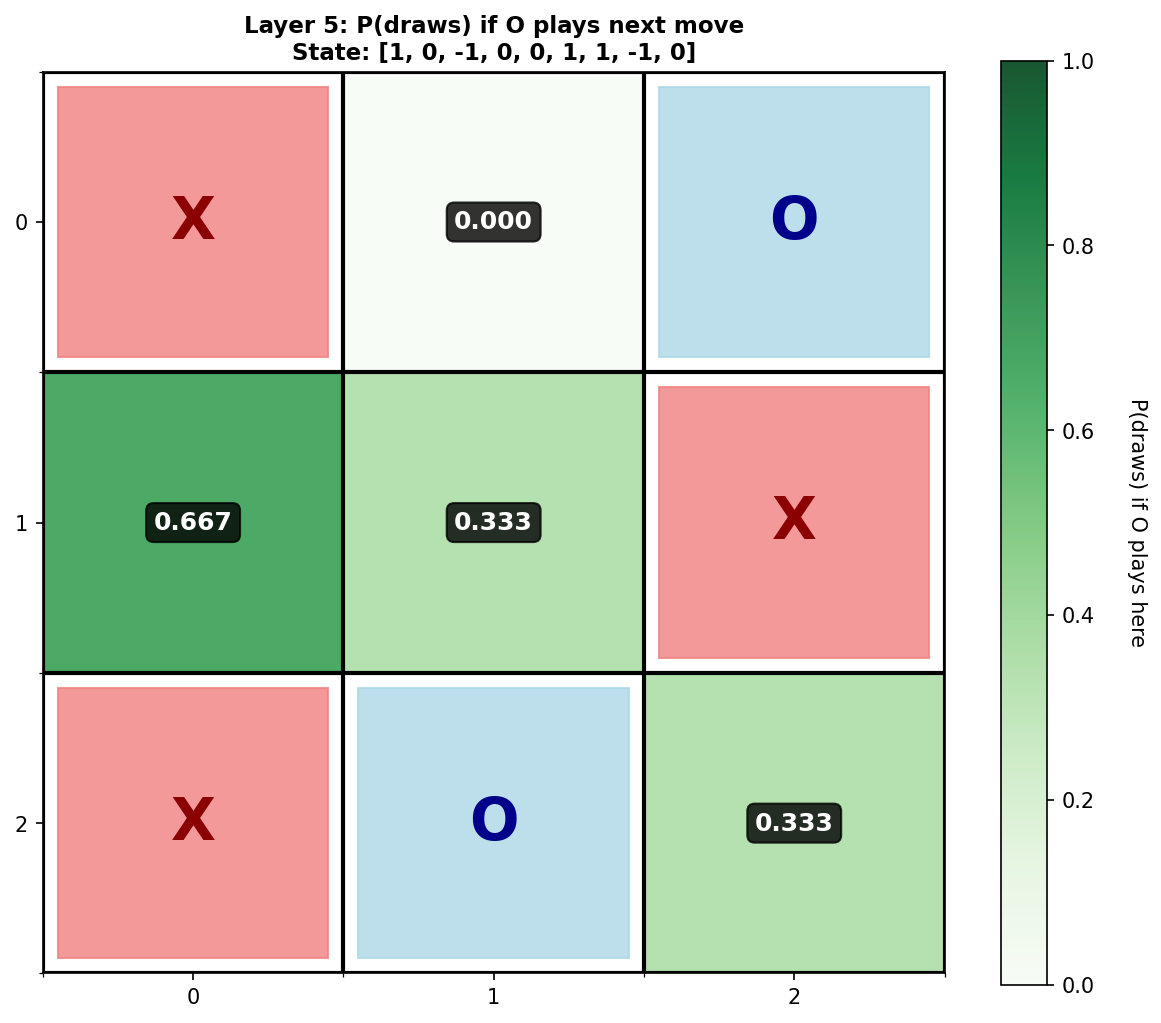 Layer 5: P(draws) if O plays next move
State: [1, 0, -1, 0, 0, 1, 1, -1, 0]
1.0
0.8
0.6
0.4
0.2
0.0
P(draws) if O plays here
0
X
0.000
O
1
0.667
0.333
X
2
X
O
0.333
0
1
2